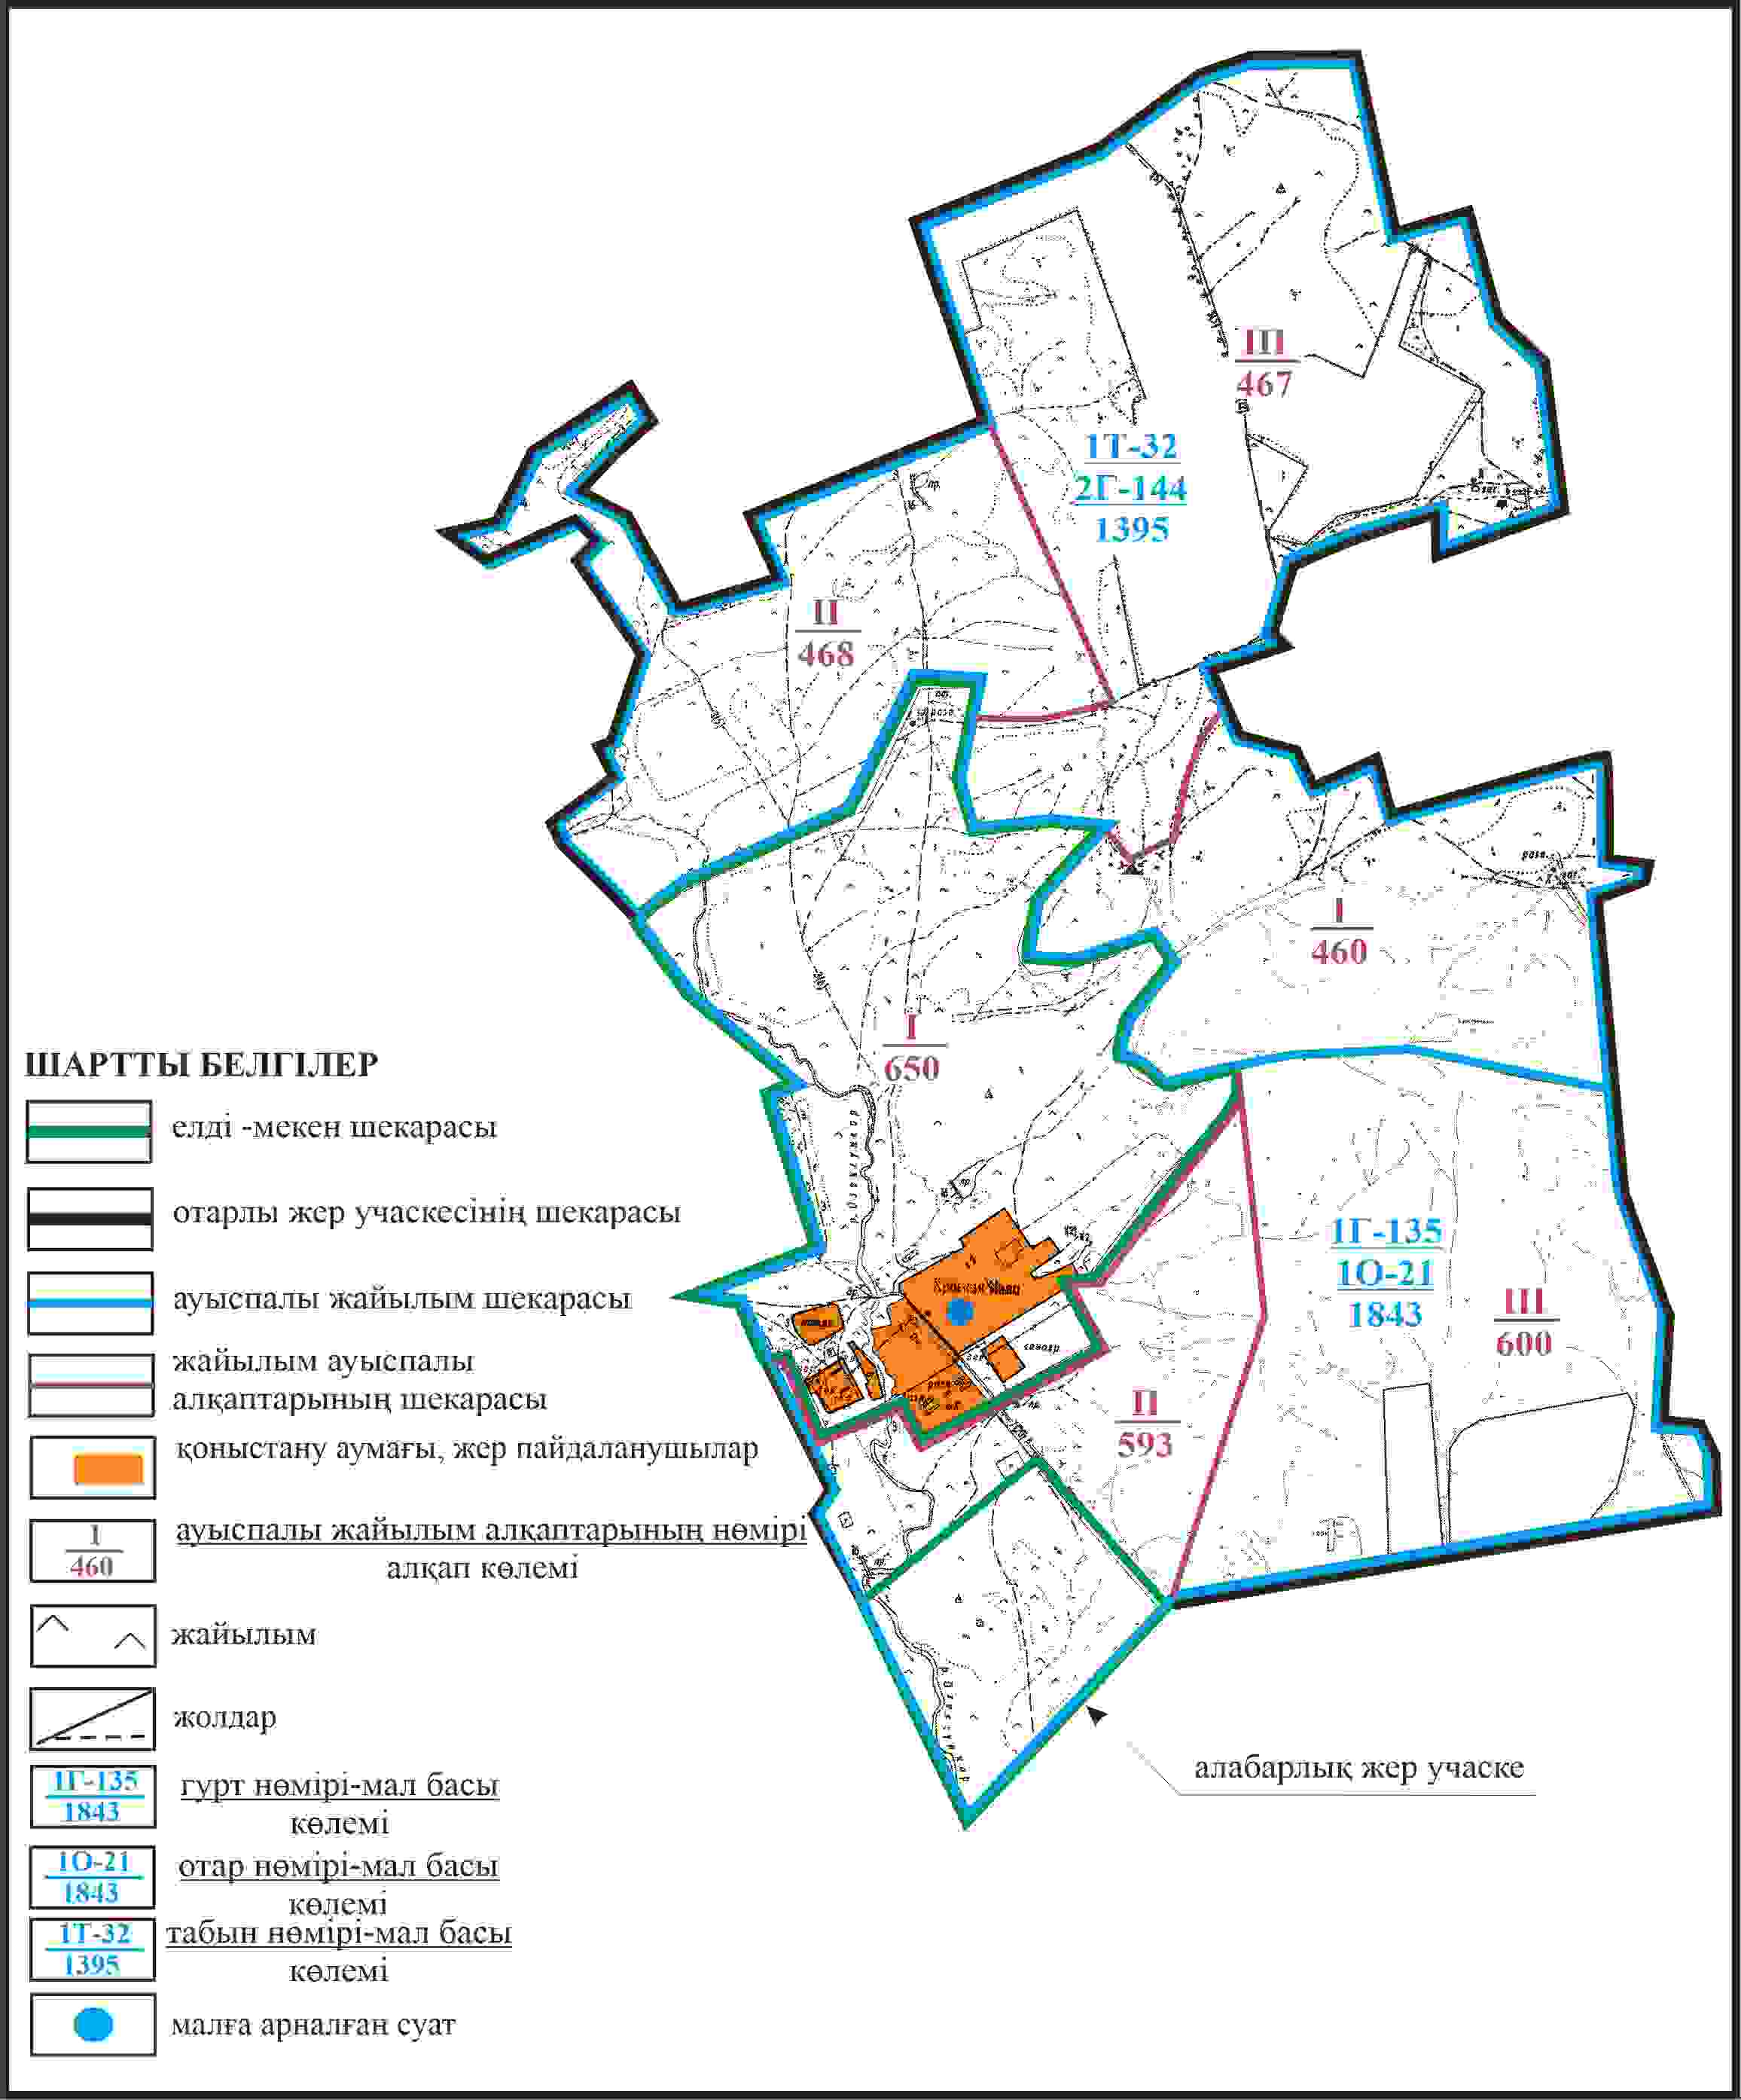 III
467
1Т-32
2Г-144
1395
II
468
I
460
I
650
1Г-135
1О-21
1843
III
600
II
593
алабарлық жер учаске
ШАРТТЫ БЕЛГІЛЕР
елді -мекен шекарасы
отарлы жер учаскесінің шекарасы
ауыспалы жайылым шекарасы
жайылым ауыспалы
алқаптарының шекарасы
қоныстану аумағы, жер пайдаланушылар
I
460
ауыспалы жайылым алқаптарының нөмірі
алқап көлемі
жайылым
жолдар
1Г-135
1843
гурт нөмірі-мал басы
көлемі
1О-21
1843
отар нөмірі-мал басы
көлемі
1Т-32
1395
табын нөмірі-мал басы
көлемі
малға арналған суат